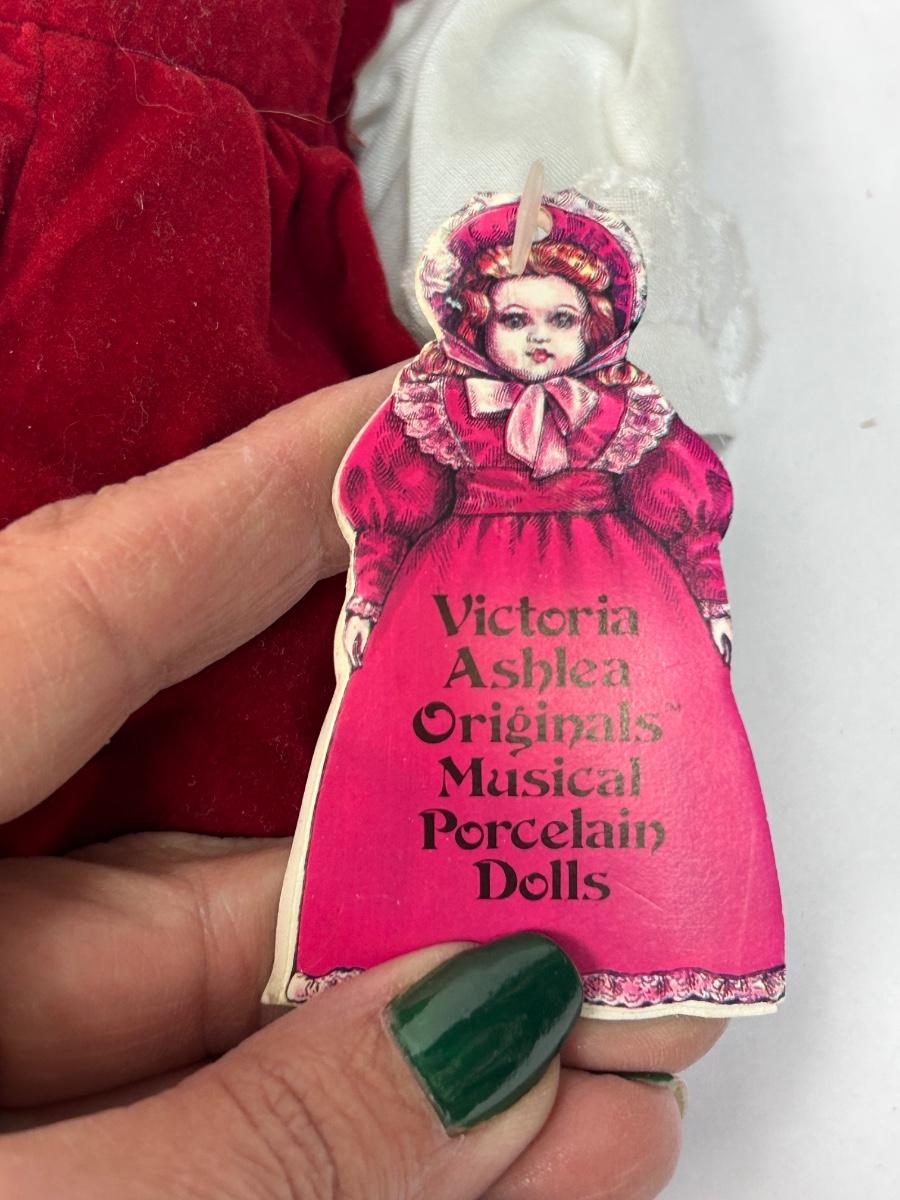 Victoria
Ashlea
Originals™
Musical
Porcelain
Dolls